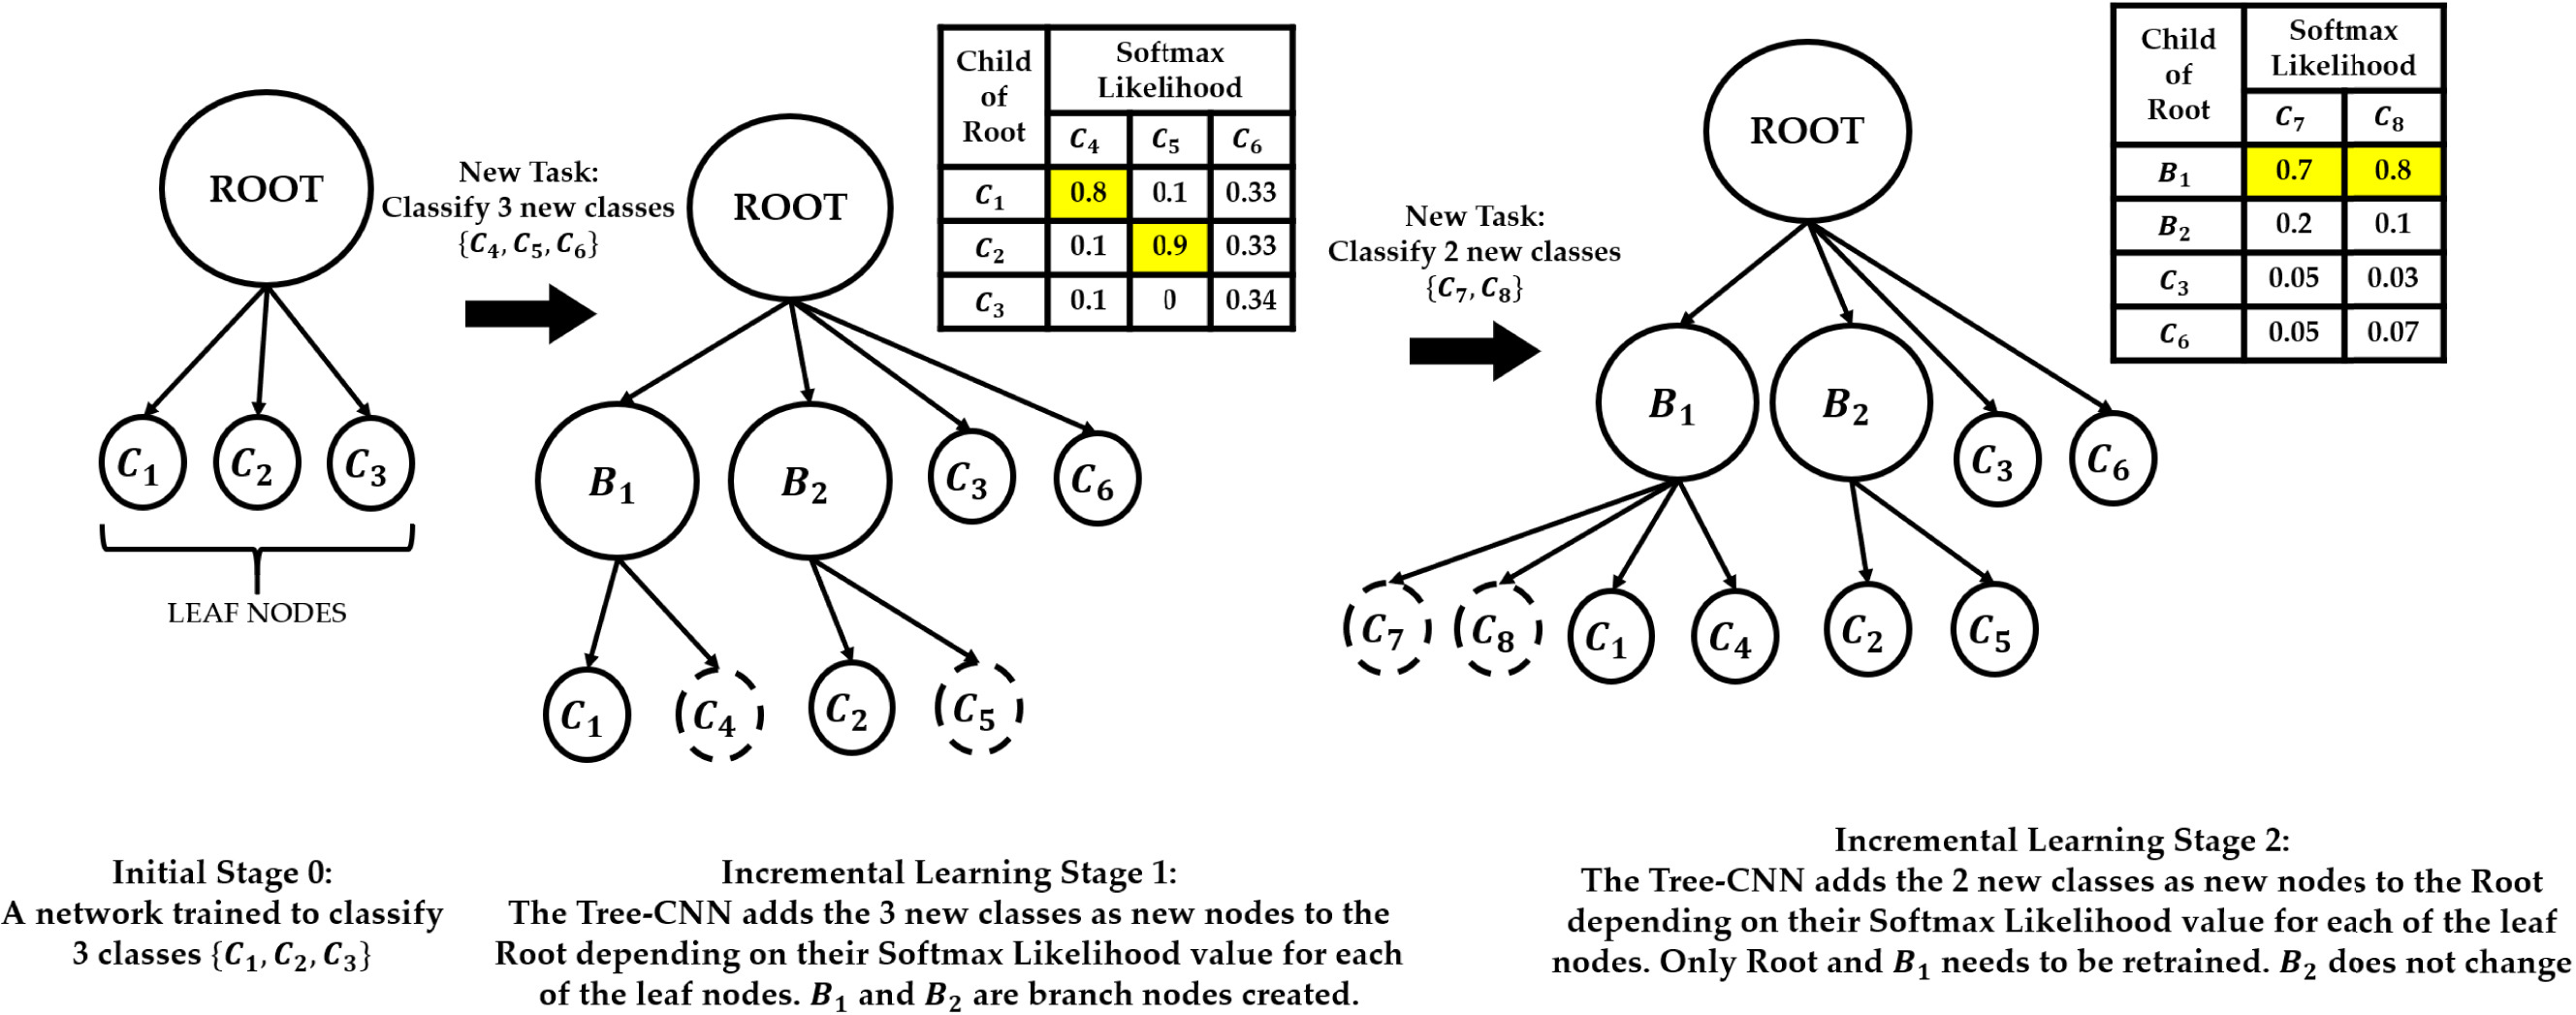 ROOT
C₁ C₂ C₃
LEAF NODES
Initial Stage 0:
A network trained to classify
3 classes {C₁, C₂, C₃}
New Task:
Classify 3 new classes
{C₄, C₅, C₆}
ROOT
B₁ B₂ C₃ C₆
C₁ C₄ C₂ C₅
Child of Root Softmax Likelihood
C₄ C₅ C₆
C₁ 0.8 0.1 0.33
C₂ 0.1 0.9 0.33
C₃ 0.1 0 0.34
Incremental Learning Stage 1:
The Tree-CNN adds the 3 new classes as new nodes to the
Root depending on their Softmax Likelihood value for each
of the leaf nodes. B₁ and B₂ are branch nodes created.
New Task:
Classify 2 new classes
{C₇, C₈}
ROOT
B₁ B₂ C₃ C₆
C₇ C₈ C₁ C₄ C₂ C₅
Child of Root Softmax Likelihood
C₇ C₈
B₁ 0.7 0.8
B₂ 0.2 0.1
C₃ 0.05 0.03
C₆ 0.05 0.07
Incremental Learning Stage 2:
The Tree-CNN adds the 2 new classes as new nodes to the Root
depending on their Softmax Likelihood value for each of the leaf
nodes. Only Root and B₁ needs to be retrained. B₂ does not change